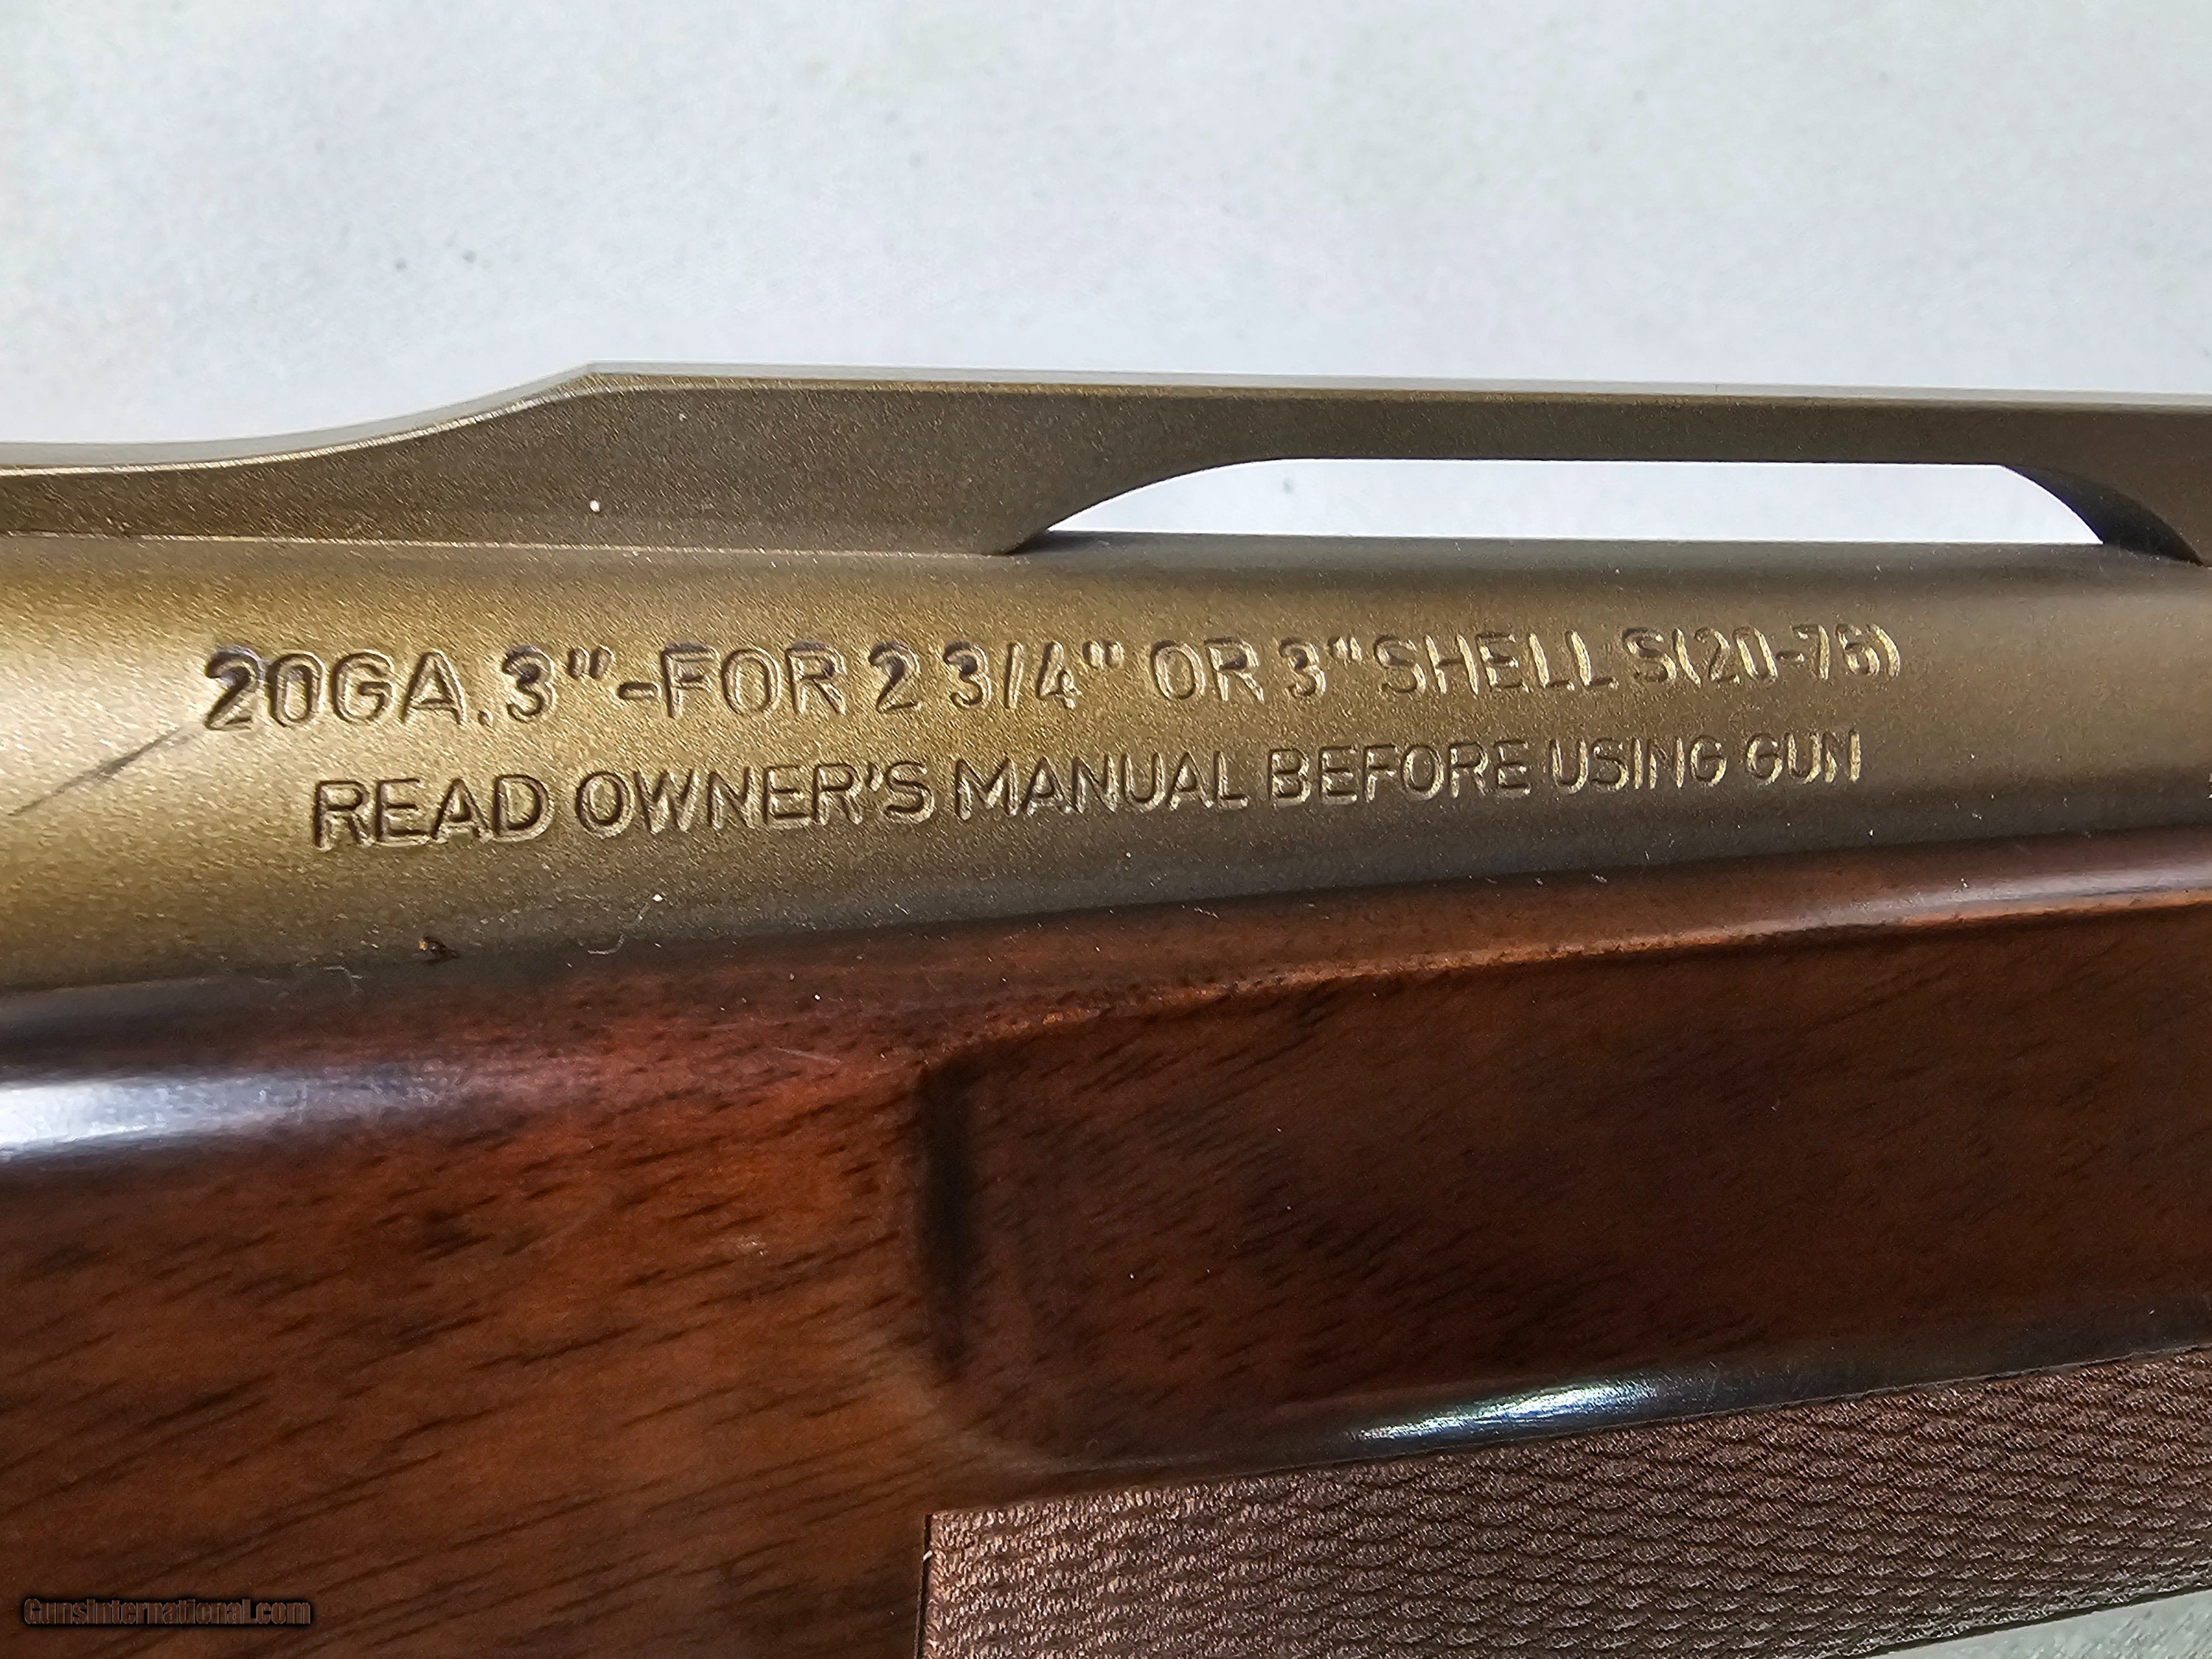 20GA.3"-FOR 2 3/4" OR 3" SHELLS(20-76)
READ OWNER'S MANUAL BEFORE USING GUN
GunsInternational.com